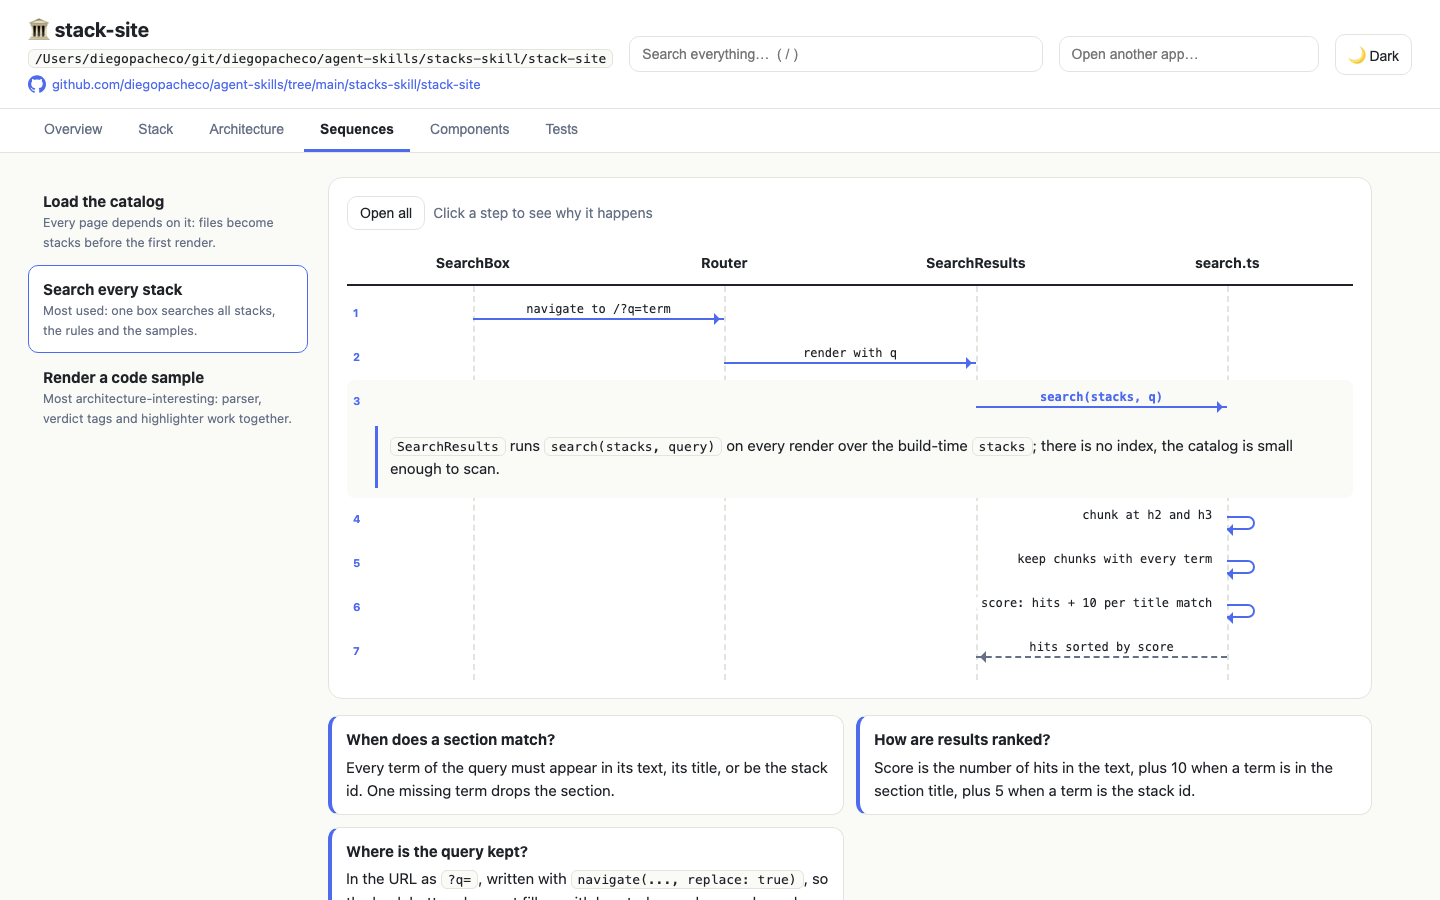 🏛️ stack-site
/Users/diegopacheco/git/diegopacheco/agent-skills/stacks-skill/stack-site
github.com/diegopacheco/agent-skills/tree/main/stacks-skill/stack-site
Search everything… ( / )
Open another app…
🌙 Dark
Overview
Stack
Architecture
Sequences
Components
Tests
Load the catalog
Every page depends on it: files become
stacks before the first render.
Search every stack
Most used: one box searches all stacks,
the rules and the samples.
Render a code sample
Most architecture-interesting: parser,
verdict tags and highlighter work together.
Open all
Click a step to see why it happens
SearchBox
Router
SearchResults
search.ts
1
navigate to /?q=term
2
render with q
3
search(stacks, q)
SearchResults runs search(stacks, query) on every render over the build-time stacks; there is no index, the catalog is small
enough to scan.
4
chunk at h2 and h3
5
keep chunks with every term
6
score: hits + 10 per title match
7
hits sorted by score
When does a section match?
Every term of the query must appear in its text, its title, or be the stack
id. One missing term drops the section.
How are results ranked?
Score is the number of hits in the text, plus 10 when a term is in the
section title, plus 5 when a term is the stack id.
Where is the query kept?
In the URL as ?q=, written with navigate(..., replace: true), so